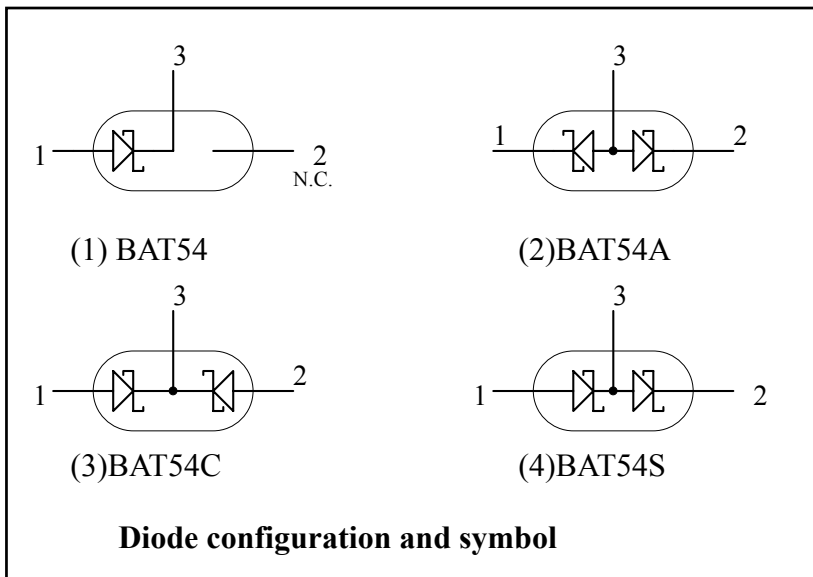 3
3
1
2
N.C.
1
2
(1) BAT54
(2)BAT54A
3
3
1
2
1
2
(3)BAT54C
(4)BAT54S
Diode configuration and symbol